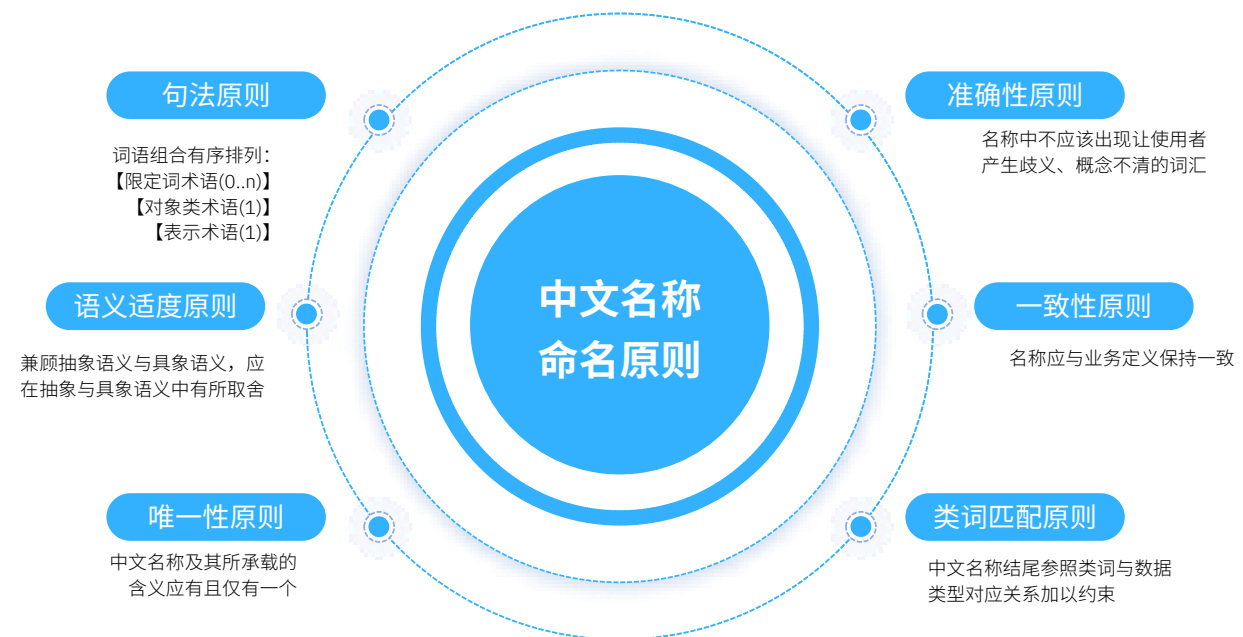 中文名称
命名原则
句法原则
词语组合有序排列：
【限定词术语(0..n)】
【对象类术语(1)】
【表示术语(1)】
语义适度原则
兼顾抽象语义与具象语义，应
在抽象与具象语义中有所取舍
唯一性原则
中文名称及其所承载的
含义应有且仅有一个
准确性原则
名称中不应该出现让使用者
产生歧义、概念不清的词汇
一致性原则
名称应与业务定义保持一致
类词匹配原则
中文名称结尾参照类词与数据
类型对应关系加以约束